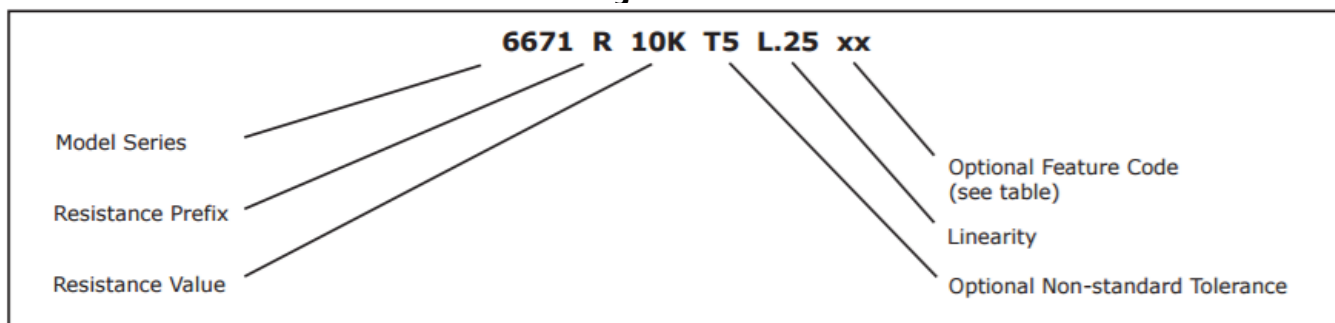 6671 R 10K T5 L.25 xx
Model Series
Resistance Prefix
Resistance Value
Optional Feature Code
(see table)
Linearity
Optional Non-standard Tolerance